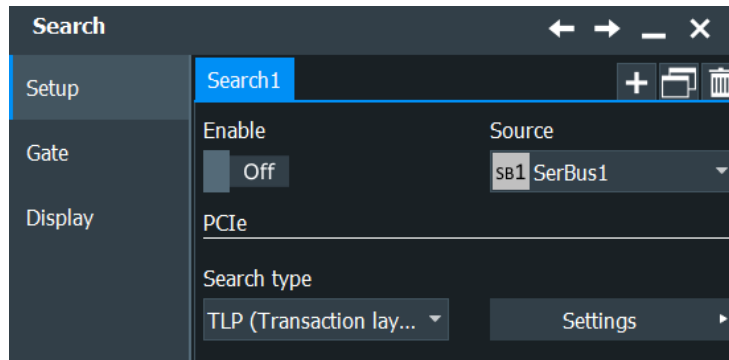 Search
Setup
Gate
Display
Search1
Enable
Source
Off
SB1 SerBus1
PCIe
Search type
TLP (Transaction lay...
Settings